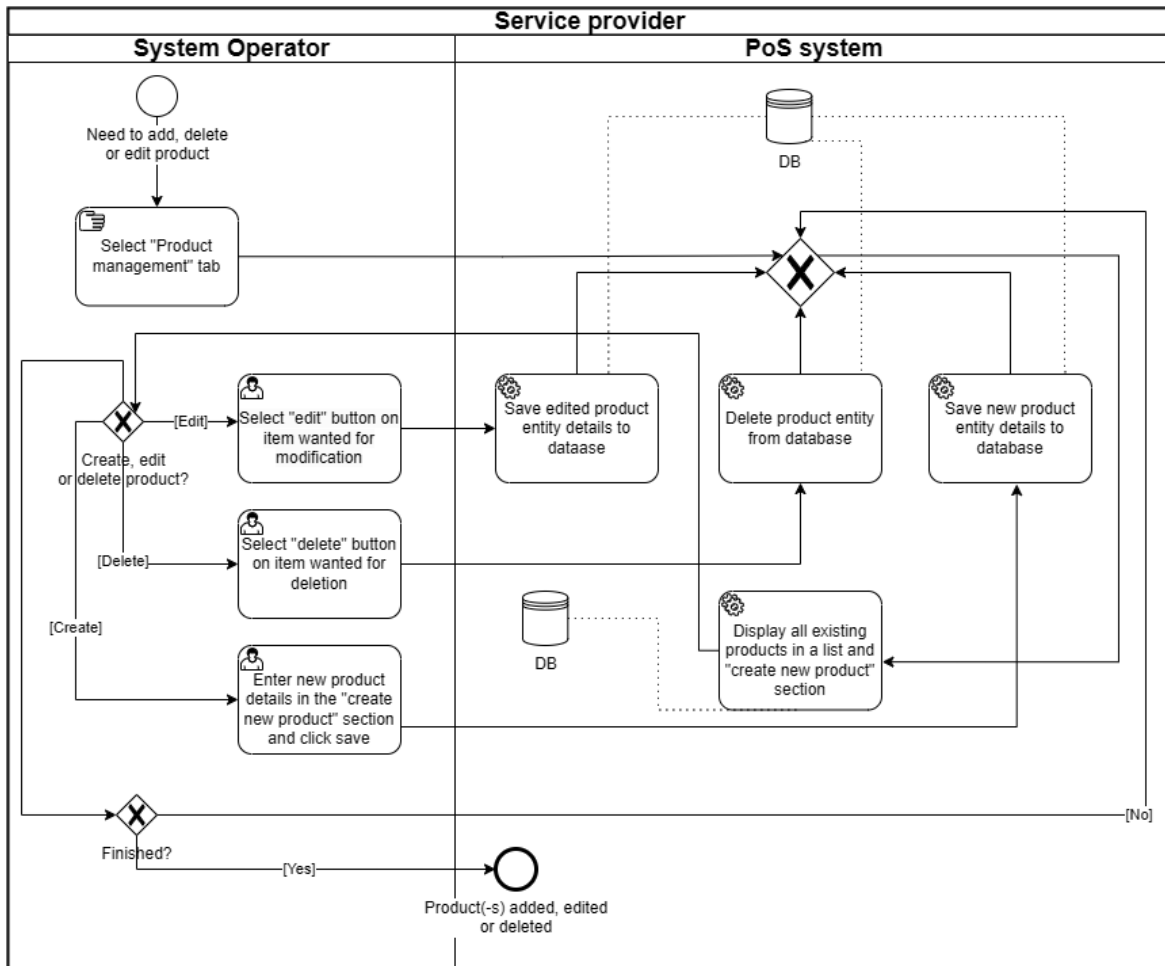 Service provider
System Operator
PoS system
Need to add, delete
or edit product
DB
Select "Product
management" tab
[Edit]
Create, edit
or delete product?
Select "edit" button on
item wanted for
modification
Save edited product
entity details to
dataase
Delete product entity
from database
Save new product
entity details to
database
[Delete]
Select "delete" button
on item wanted for
deletion
[Create]
DB
Display all existing
products in a list and
"create new product"
section
Enter new product
details in the "create
new product" section
and click save
[No]
Finished?
[Yes]
Product(-s) added, edited
or deleted